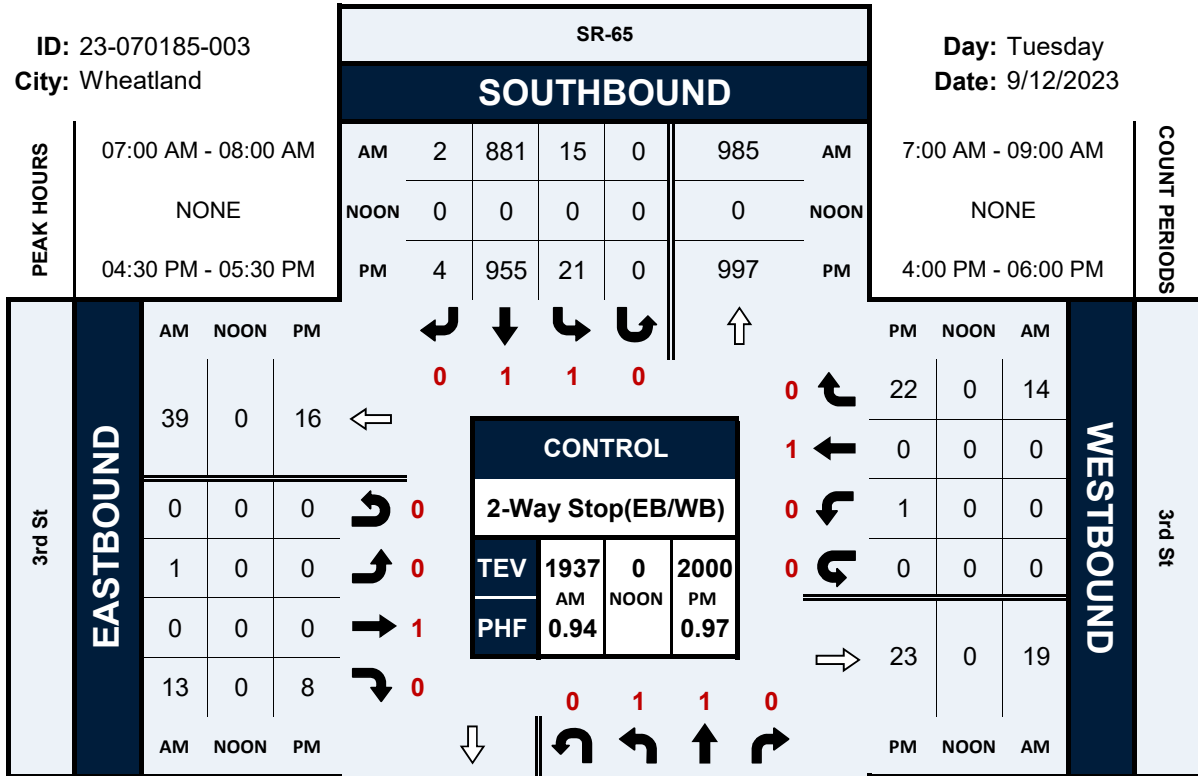 SR-65
ID: 23-070185-003
Day: Tuesday
City: Wheatland
Date: 9/12/2023
SOUTHBOUND
PEAK HOURS
07:00 AM - 08:00 AM
AM 2 881 15 0 985 AM
7:00 AM - 09:00 AM
COUNT PERIODS
NONE
NOON 0 0 0 0 0 NOON
NONE
04:30 PM - 05:30 PM
PM 4 955 21 0 997 PM
4:00 PM - 06:00 PM
AM NOON PM
PM NOON AM
0 1 1 0
39 0 16
0 22 0 14
1 0 0 0
0 1 0 0
0 0 0 0
3rd St
EASTBOUND
0 0 0 0
1 0 0 0
0 0 0 1
13 0 8 0
CONTROL
2-Way Stop(EB/WB)
TEV 1937 0 2000
AM NOON PM
PHF 0.94 0.97
WESTBOUND
3rd St
23 0 19
0 1 1 0
AM NOON PM
PM NOON AM